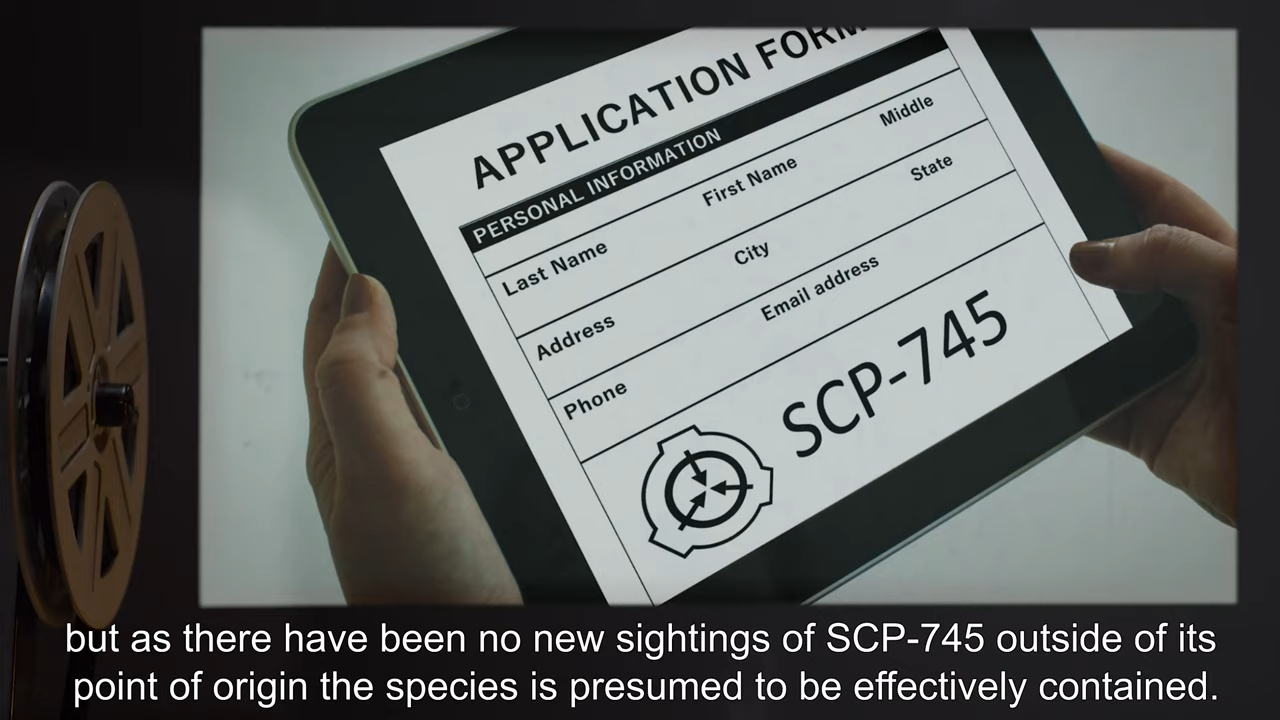 APPLICATION FORM
PERSONAL INFORMATION
Last Name First Name Middle
Address City State
Phone Email address
SCP-745
but as there have been no new sightings of SCP-745 outside of its
point of origin the species is presumed to be effectively contained.